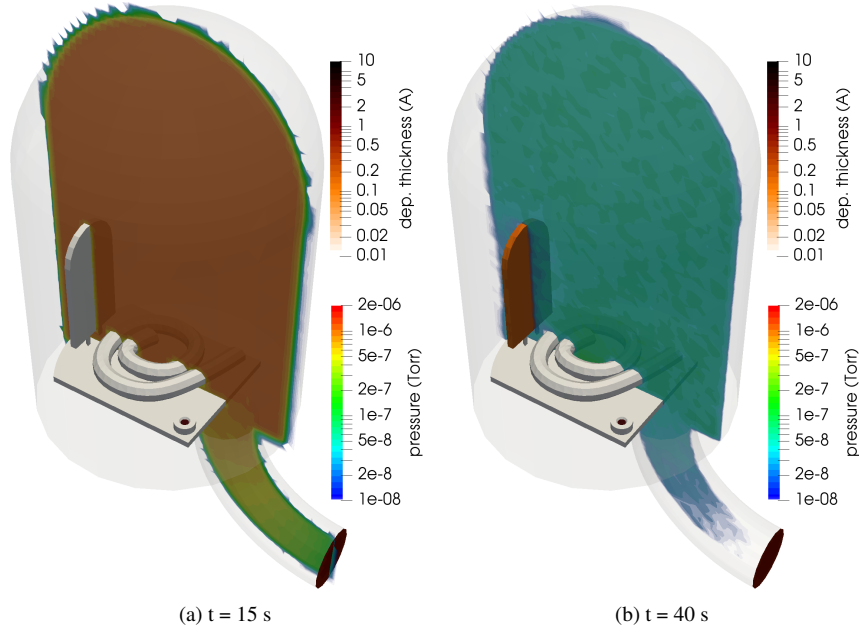 10
5
2
1
0.5
0.2
0.1
0.05
0.02
0.01
dep. thickness (A)
2e-06
1e-6
5e-7
2e-7
1e-7
5e-8
2e-8
1e-08
pressure (Torr)
10
5
2
1
0.5
0.2
0.1
0.05
0.02
0.01
dep. thickness (A)
2e-06
1e-6
5e-7
2e-7
1e-7
5e-8
2e-8
1e-08
pressure (Torr)
(a) t = 15 s
(b) t = 40 s